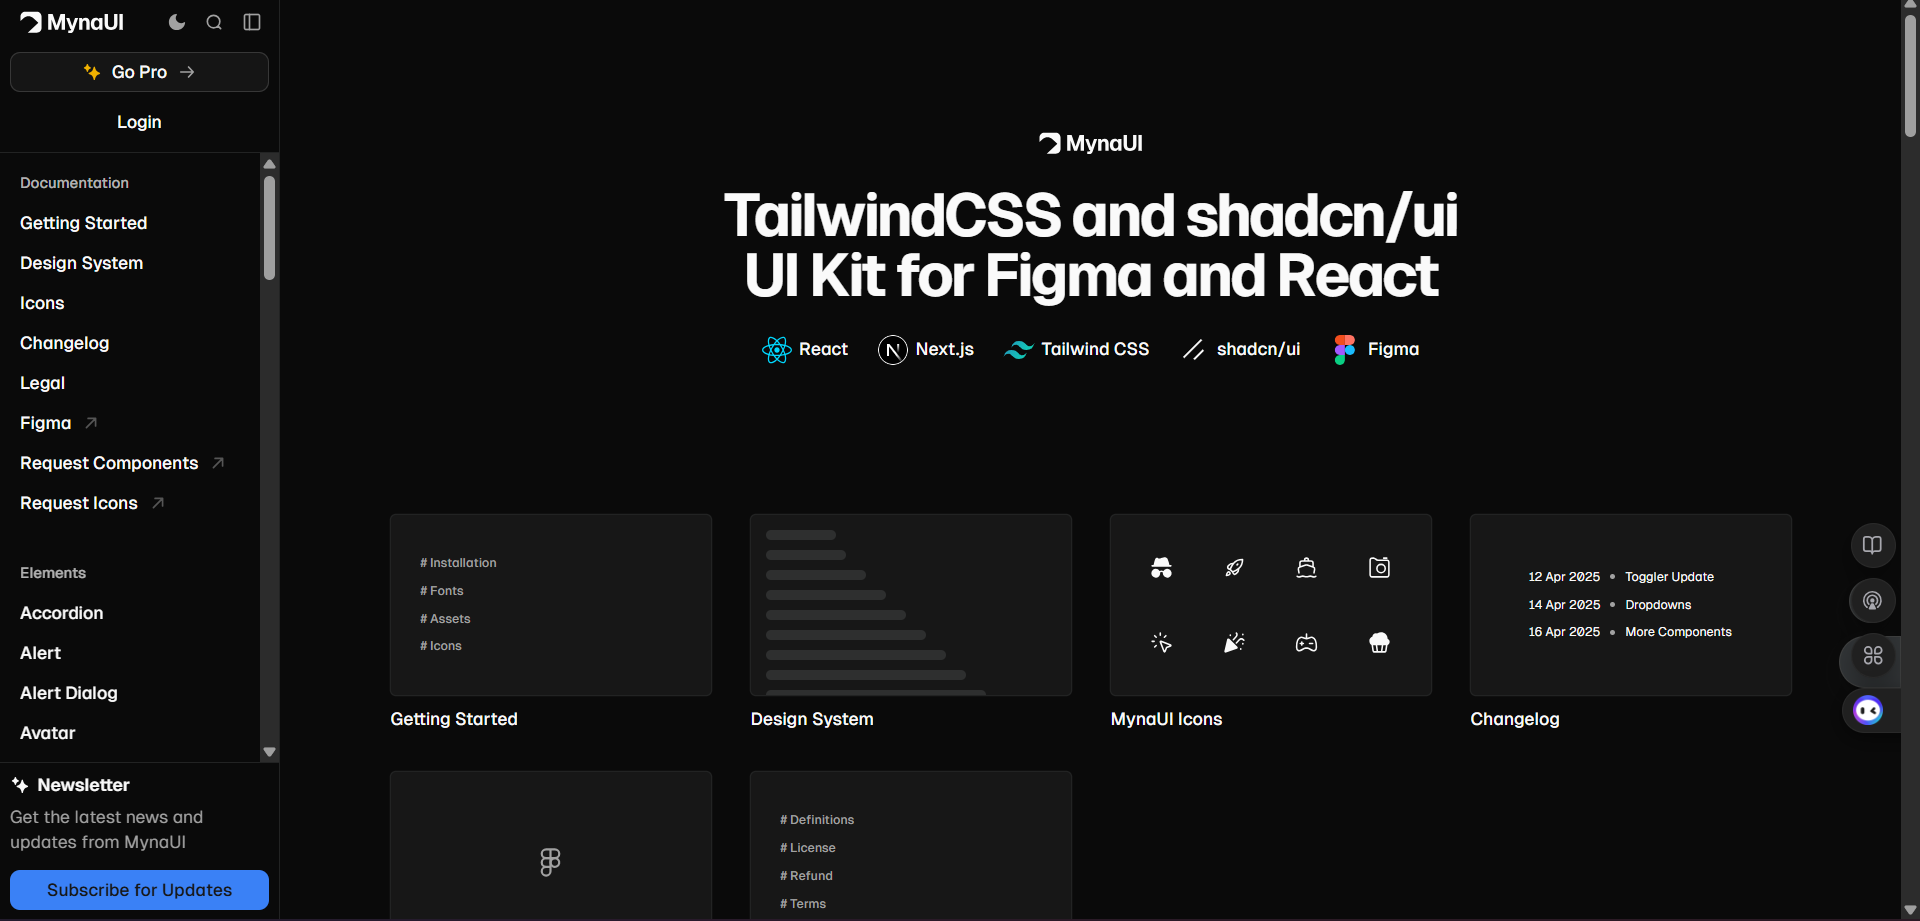 MynaUI
Go Pro
Login
Documentation
Getting Started
Design System
Icons
Changelog
Legal
Figma
Request Components
Request Icons
Elements
Accordion
Alert
Alert Dialog
Avatar
Newsletter
Get the latest news and
updates from MynaUI
Subscribe for Updates
MynaUI
TailwindCSS and shadcn/ui
UI Kit for Figma and React
React
Next.js
Tailwind CSS
shadcn/ui
Figma
# Installation
# Fonts
# Assets
# Icons
Getting Started
Design System
MynaUI Icons
12 Apr 2025 • Toggler Update
14 Apr 2025 • Dropdowns
16 Apr 2025 • More Components
Changelog
# Definitions
# License
# Refund
# Terms